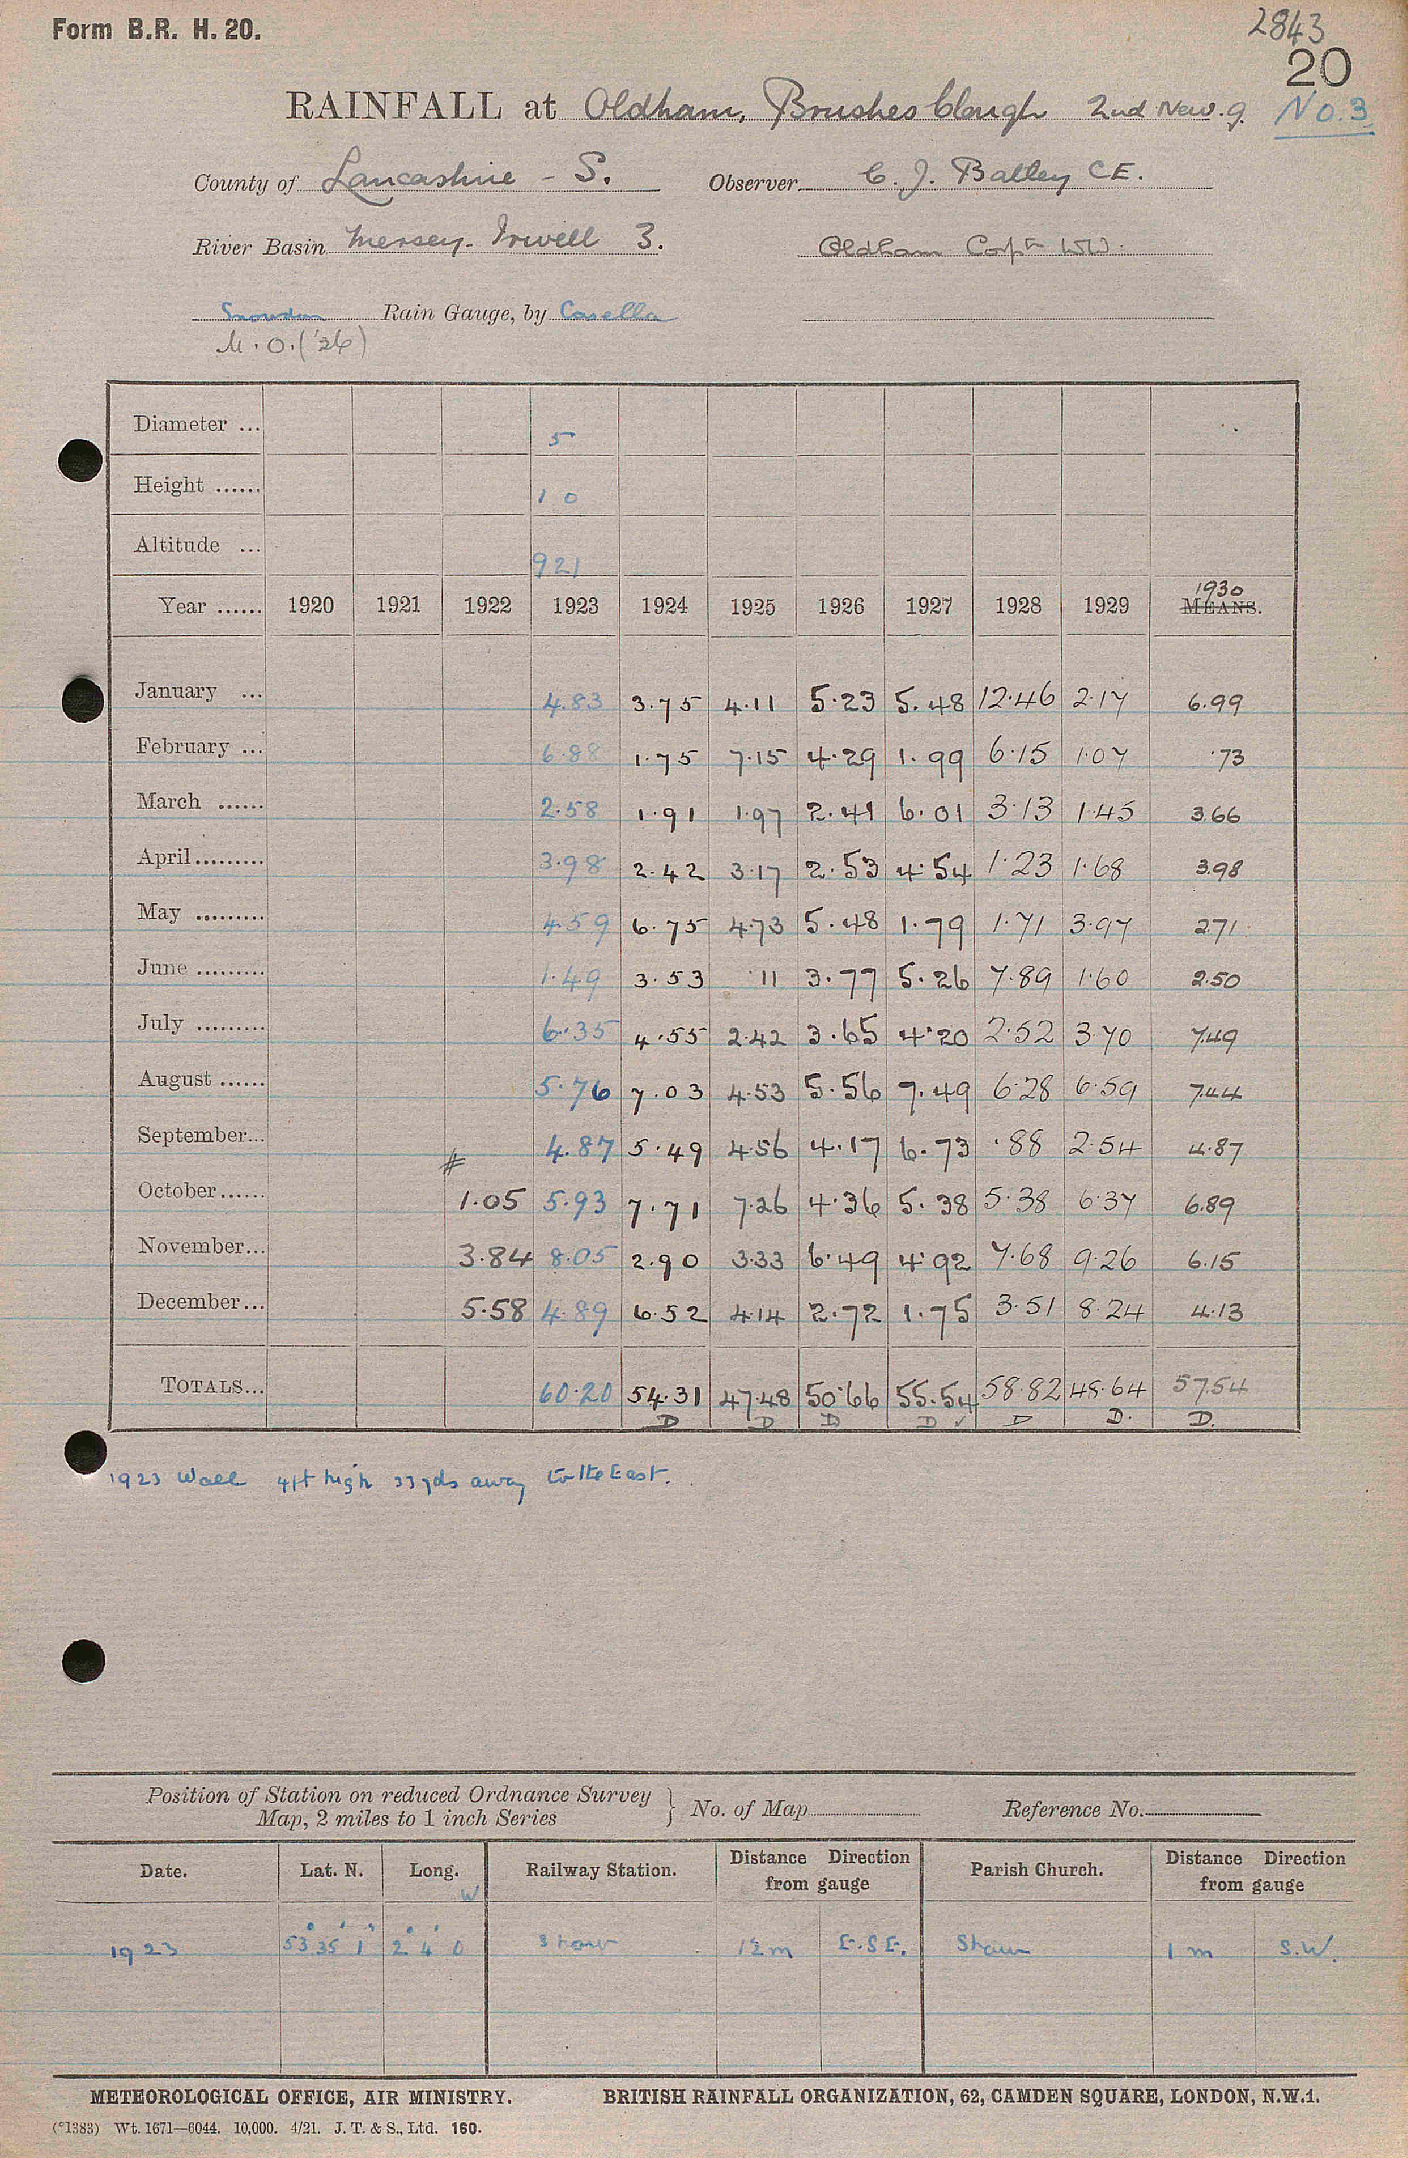 Form B.R. H. 20.
2843
20
RAINFALL at Oldham, Brushes Clough 2nd New. g. No. 3
County of Lancashire - S. Observer C. J. Batley C E.
River Basin Mersey-Irwell 3. Oldham Corpn WW.
Snowdon Rain Gauge, by Casella
M.O. ('26)
Diameter ... 5
Height ...... 1 0
Altitude ... 921
1930
Year ...... 1920 1921 1922 1923 1924 1925 1926 1927 1928 1929 MEANS.
January ... 4.83 3.75 4.11 5.23 5.48 12.46 2.17 6.99
February ... 6.88 1.75 7.15 4.29 1.99 6.15 1.07 .73
March ...... 2.58 1.91 1.97 2.41 6.01 3.13 1.45 3.66
April ......... 3.98 2.42 3.17 2.53 4.54 1.23 1.68 3.98
May ......... 4.59 6.75 4.73 5.48 1.79 1.71 3.97 2.71
June ......... 1.49 3.53 .11 3.77 5.26 7.89 1.60 2.50
July ......... 6.35 4.55 2.42 3.65 4.20 2.52 3.70 7.49
August ...... 5.76 7.03 4.53 5.56 7.49 6.28 6.59 7.44
September... # 4.87 5.49 4.56 4.17 6.73 .88 2.54 4.87
October ...... 1.05 5.93 7.71 7.26 4.36 5.38 5.38 6.37 6.89
November... 3.84 8.05 2.90 3.33 6.49 4.92 7.68 9.26 6.15
December... 5.58 4.89 6.52 4.14 2.72 1.75 3.51 8.24 4.13
TOTALS... 60.20 54.31 47.48 50.66 55.54 58.82 48.64 57.54
D D D D ✓ D D. D.
1923 Wall 4ft high 33yds away to the East.
Position of Station on reduced Ordnance Survey
Map, 2 miles to 1 inch Series } No. of Map Reference No.
Date. Lat. N. Long. W Railway Station. Distance Direction from gauge Parish Church. Distance Direction from gauge
1923 53° 35' 1" 2° 4' 0 Shaw 1½m E.S E. Shaw 1 m S.W.
METEOROLOGICAL OFFICE, AIR MINISTRY. BRITISH RAINFALL ORGANIZATION, 62, CAMDEN SQUARE, LONDON, N.W.1.
(*1383) Wt. 1671—6044. 10,000. 4/21. J. T. & S., Ltd. 160.